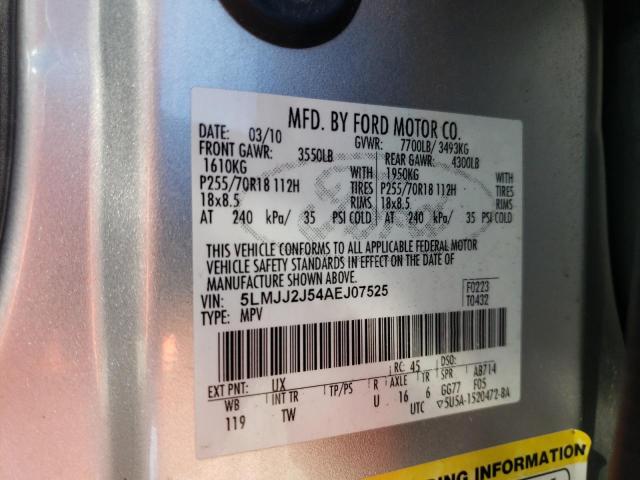 MFD. BY FORD MOTOR CO.
DATE: 03/10 GVWR: 7700LB/ 3493KG
FRONT GAWR: 3550LB REAR GAWR: 4300LB
1610KG WITH 1950KG WITH
P255/70R18 112H TIRES P255/70R18 112H TIRES
18x8.5 RIMS 18x8.5 RIMS
AT 240 kPa/ 35 PSI COLD AT 240 kPa/ 35 PSI COLD
THIS VEHICLE CONFORMS TO ALL APPLICABLE FEDERAL MOTOR
VEHICLE SAFETY STANDARDS IN EFFECT ON THE DATE OF
MANUFACTURE SHOWN ABOVE.
VIN: 5LMJJ2J54AEJ07525 F0223
TYPE: MPV T0432
EXT PNT: UX RC: 45 DSO:
WB INT TR TP/PS R AXLE TR SPR AB714
119 TW U 16 6 GG77 F05
UTC 5U5A-1520472-BA
Ford
RING INFORMATION